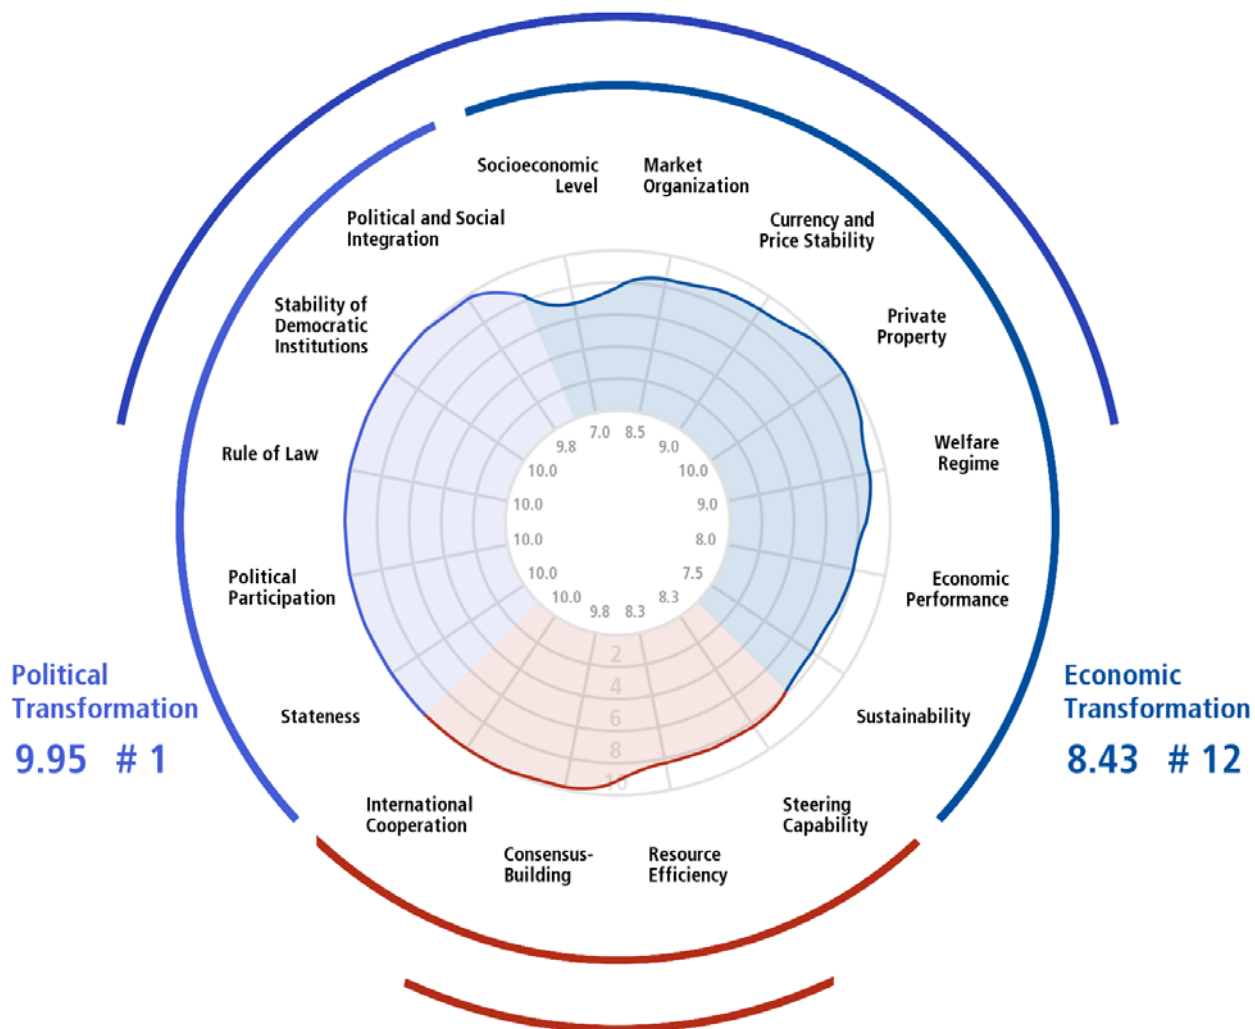 Socioeconomic
Level
Market
Organization
Political and Social
Integration
Currency and
Price Stability
Stability of
Democratic
Institutions
Private
Property
Rule of Law
Welfare
Regime
Political
Participation
Economic
Performance
Stateness
Sustainability
International
Cooperation
Consensus-
Building
Resource
Efficiency
Steering
Capability
7.0
8.5
9.8
9.0
10.0
10.0
10.0
9.0
10.0
8.0
10.0
7.5
10.0
9.8
8.3
8.3
2
4
6
8
10
Political
Transformation
9.95 # 1
Economic
Transformation
8.43 # 12